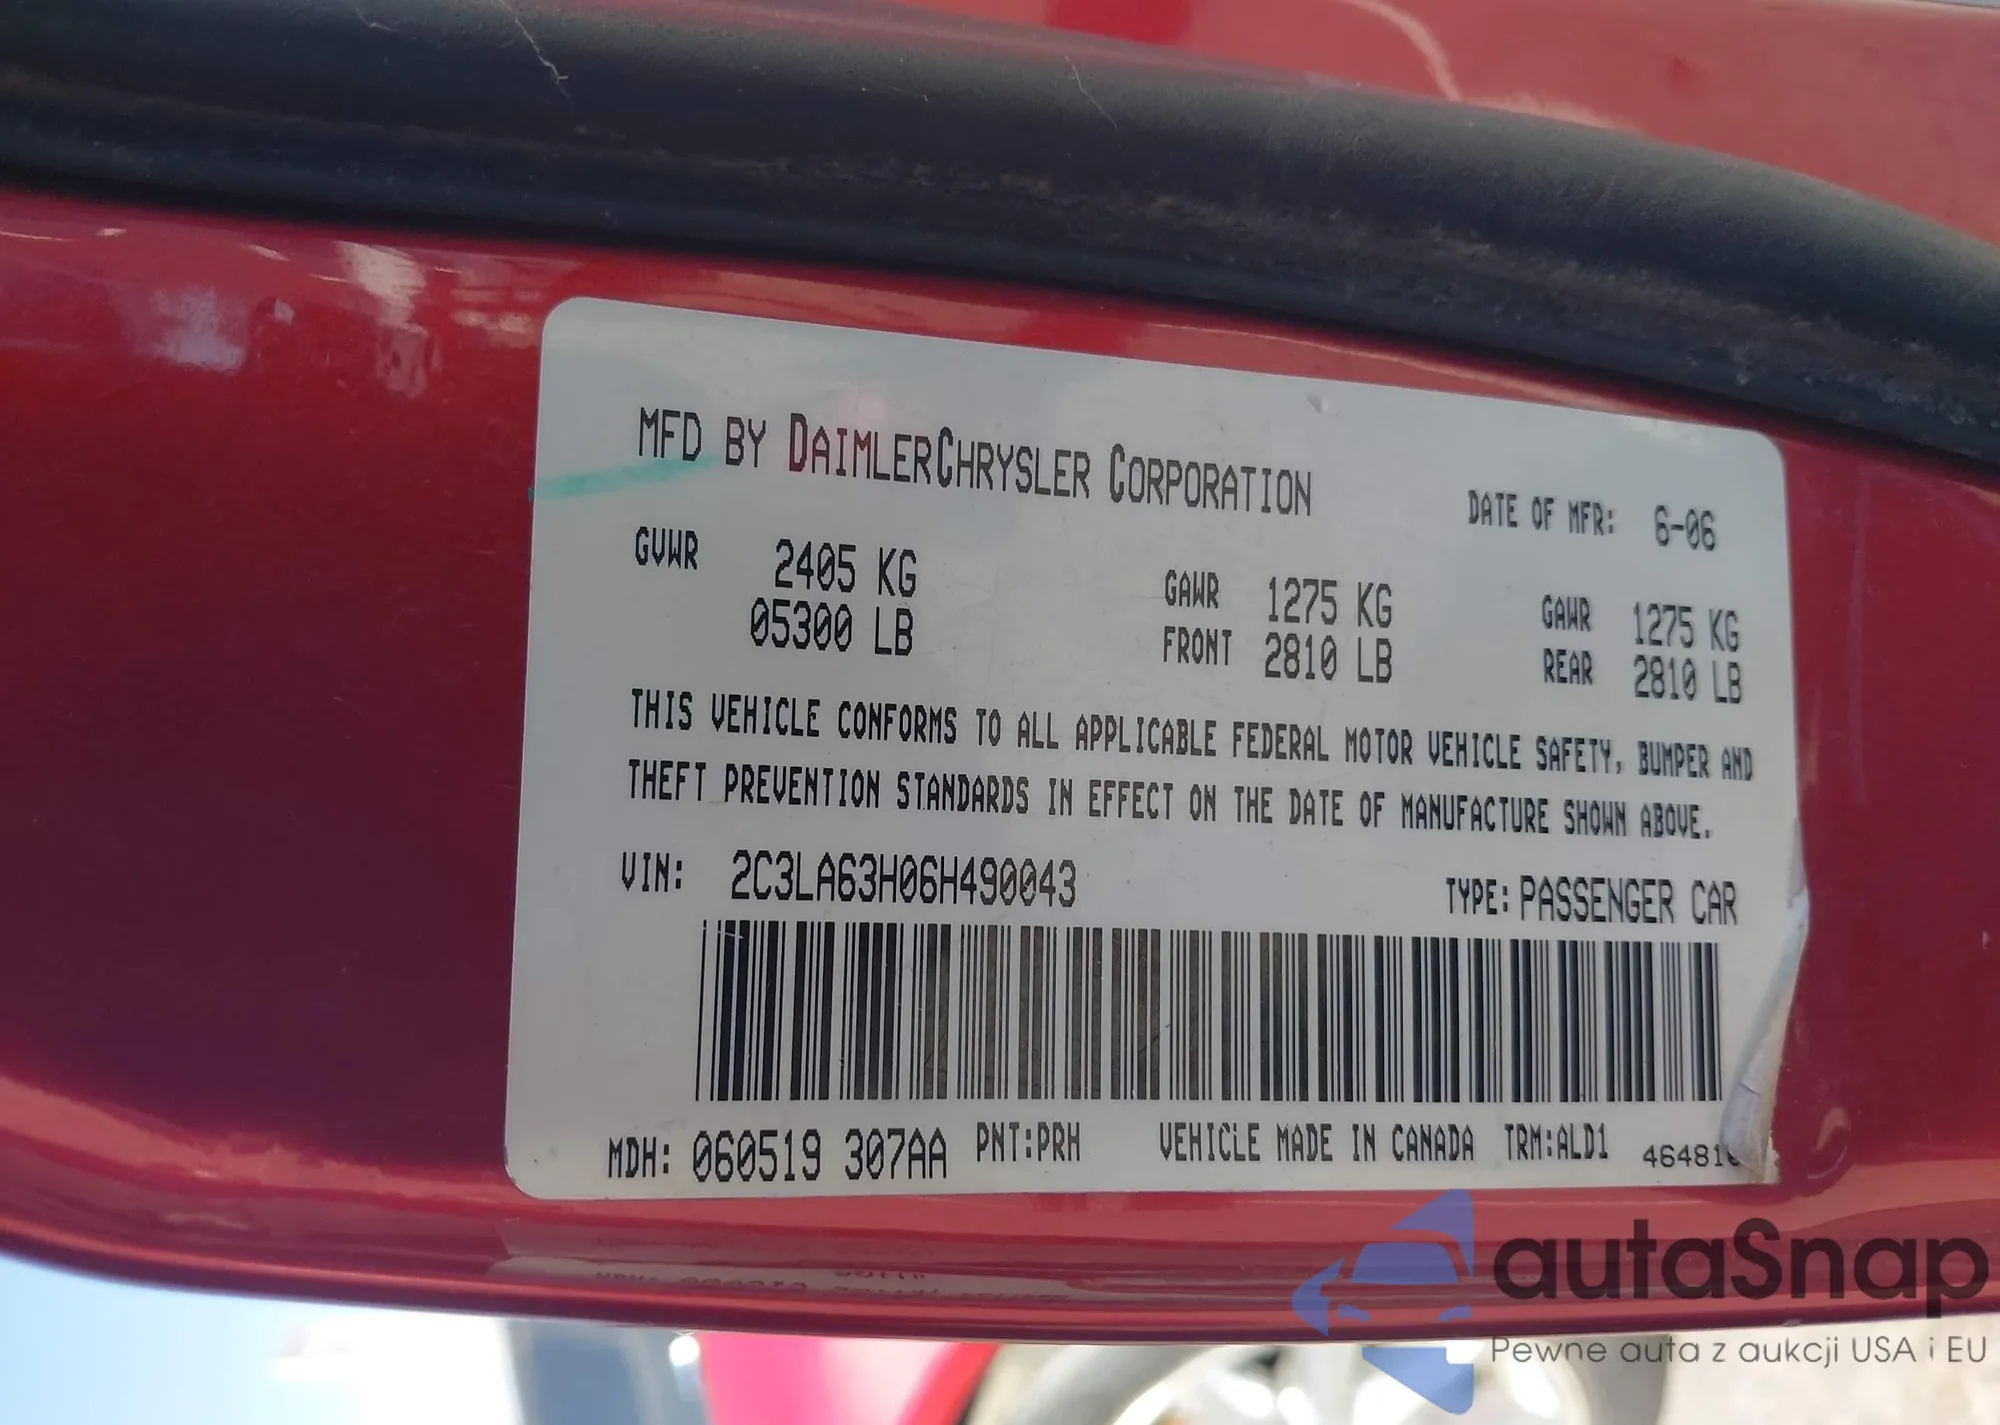 MFD BY DAIMLERCHRYSLER CORPORATION
DATE OF MFR: 6-06
GVWR 2405 KG GAWR 1275 KG GAWR 1275 KG
05300 LB FRONT 2810 LB REAR 2810 LB
THIS VEHICLE CONFORMS TO ALL APPLICABLE FEDERAL MOTOR VEHICLE SAFETY, BUMPER AND
THEFT PREVENTION STANDARDS IN EFFECT ON THE DATE OF MANUFACTURE SHOWN ABOVE.
VIN: 2C3LA63H06H490043 TYPE: PASSENGER CAR
MDH: 060519 307AA PNT:PRH VEHICLE MADE IN CANADA TRM:ALD1
autaSnap
Pewne auta z aukcji USA i EU